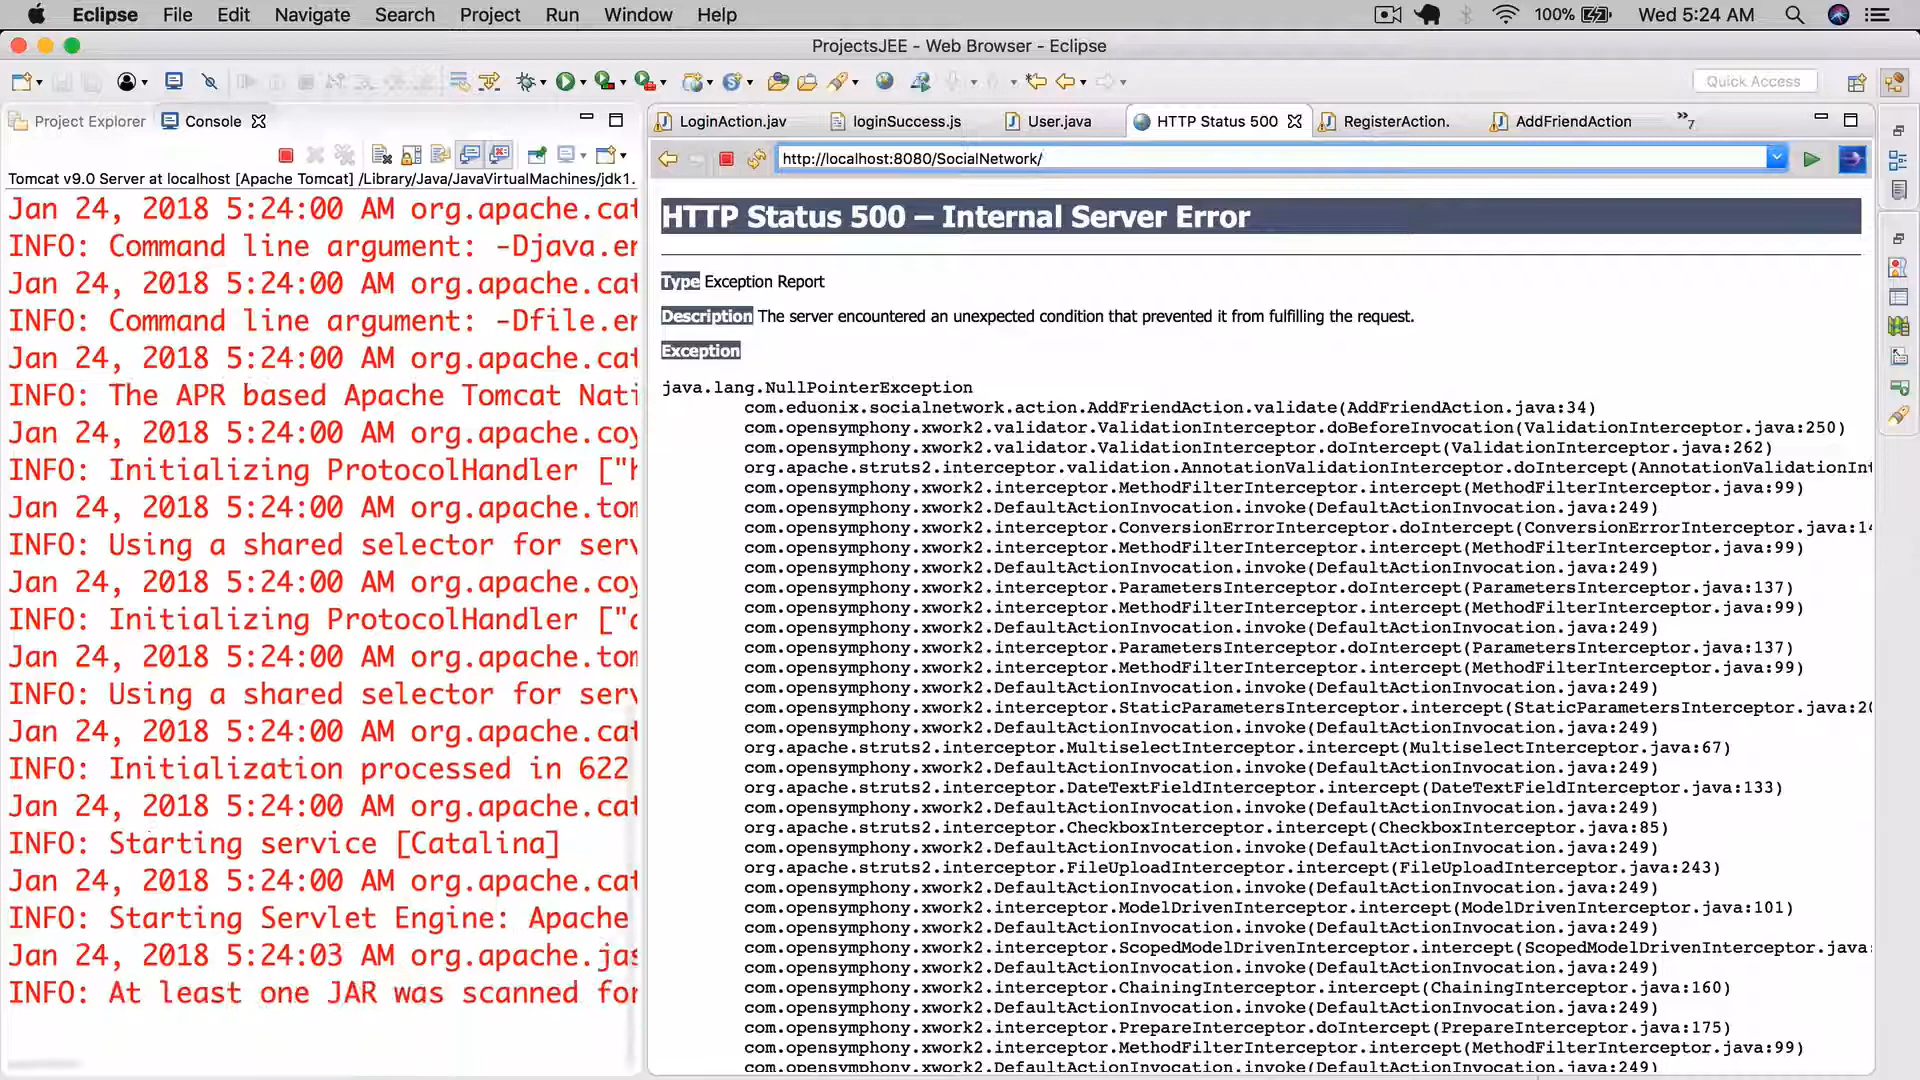 Eclipse File Edit Navigate Search Project Run Window Help 100% Wed 5:24 AM
ProjectsJEE - Web Browser - Eclipse
Quick Access
Project Explorer Console
LoginAction.jav loginSuccess.js User.java HTTP Status 500 RegisterAction. AddFriendAction »7
http://localhost:8080/SocialNetwork/
Tomcat v9.0 Server at localhost [Apache Tomcat] /Library/Java/JavaVirtualMachines/jdk1.
Jan 24, 2018 5:24:00 AM org.apache.cat
INFO: Command line argument: -Djava.er
Jan 24, 2018 5:24:00 AM org.apache.cat
INFO: Command line argument: -Dfile.er
Jan 24, 2018 5:24:00 AM org.apache.cat
INFO: The APR based Apache Tomcat Nati
Jan 24, 2018 5:24:00 AM org.apache.coy
INFO: Initializing ProtocolHandler ["h
Jan 24, 2018 5:24:00 AM org.apache.tom
INFO: Using a shared selector for serv
Jan 24, 2018 5:24:00 AM org.apache.coy
INFO: Initializing ProtocolHandler ["a
Jan 24, 2018 5:24:00 AM org.apache.tom
INFO: Using a shared selector for serv
Jan 24, 2018 5:24:00 AM org.apache.cat
INFO: Initialization processed in 622
Jan 24, 2018 5:24:00 AM org.apache.cat
INFO: Starting service [Catalina]
Jan 24, 2018 5:24:00 AM org.apache.cat
INFO: Starting Servlet Engine: Apache
Jan 24, 2018 5:24:03 AM org.apache.jas
INFO: At least one JAR was scanned for
HTTP Status 500 – Internal Server Error
Type Exception Report
Description The server encountered an unexpected condition that prevented it from fulfilling the request.
Exception
java.lang.NullPointerException
com.eduonix.socialnetwork.action.AddFriendAction.validate(AddFriendAction.java:34)
com.opensymphony.xwork2.validator.ValidationInterceptor.doBeforeInvocation(ValidationInterceptor.java:250)
com.opensymphony.xwork2.validator.ValidationInterceptor.doIntercept(ValidationInterceptor.java:262)
org.apache.struts2.interceptor.validation.AnnotationValidationInterceptor.doIntercept(AnnotationValidationInt
com.opensymphony.xwork2.interceptor.MethodFilterInterceptor.intercept(MethodFilterInterceptor.java:99)
com.opensymphony.xwork2.DefaultActionInvocation.invoke(DefaultActionInvocation.java:249)
com.opensymphony.xwork2.interceptor.ConversionErrorInterceptor.doIntercept(ConversionErrorInterceptor.java:14
com.opensymphony.xwork2.interceptor.MethodFilterInterceptor.intercept(MethodFilterInterceptor.java:99)
com.opensymphony.xwork2.DefaultActionInvocation.invoke(DefaultActionInvocation.java:249)
com.opensymphony.xwork2.interceptor.ParametersInterceptor.doIntercept(ParametersInterceptor.java:137)
com.opensymphony.xwork2.interceptor.MethodFilterInterceptor.intercept(MethodFilterInterceptor.java:99)
com.opensymphony.xwork2.DefaultActionInvocation.invoke(DefaultActionInvocation.java:249)
com.opensymphony.xwork2.interceptor.ParametersInterceptor.doIntercept(ParametersInterceptor.java:137)
com.opensymphony.xwork2.interceptor.MethodFilterInterceptor.intercept(MethodFilterInterceptor.java:99)
com.opensymphony.xwork2.DefaultActionInvocation.invoke(DefaultActionInvocation.java:249)
com.opensymphony.xwork2.interceptor.StaticParametersInterceptor.intercept(StaticParametersInterceptor.java:20
com.opensymphony.xwork2.DefaultActionInvocation.invoke(DefaultActionInvocation.java:249)
org.apache.struts2.interceptor.MultiselectInterceptor.intercept(MultiselectInterceptor.java:67)
com.opensymphony.xwork2.DefaultActionInvocation.invoke(DefaultActionInvocation.java:249)
org.apache.struts2.interceptor.DateTextFieldInterceptor.intercept(DateTextFieldInterceptor.java:133)
com.opensymphony.xwork2.DefaultActionInvocation.invoke(DefaultActionInvocation.java:249)
org.apache.struts2.interceptor.CheckboxInterceptor.intercept(CheckboxInterceptor.java:85)
com.opensymphony.xwork2.DefaultActionInvocation.invoke(DefaultActionInvocation.java:249)
org.apache.struts2.interceptor.FileUploadInterceptor.intercept(FileUploadInterceptor.java:243)
com.opensymphony.xwork2.DefaultActionInvocation.invoke(DefaultActionInvocation.java:249)
com.opensymphony.xwork2.interceptor.ModelDrivenInterceptor.intercept(ModelDrivenInterceptor.java:101)
com.opensymphony.xwork2.DefaultActionInvocation.invoke(DefaultActionInvocation.java:249)
com.opensymphony.xwork2.interceptor.ScopedModelDrivenInterceptor.intercept(ScopedModelDrivenInterceptor.java:
com.opensymphony.xwork2.DefaultActionInvocation.invoke(DefaultActionInvocation.java:249)
com.opensymphony.xwork2.interceptor.ChainingInterceptor.intercept(ChainingInterceptor.java:160)
com.opensymphony.xwork2.DefaultActionInvocation.invoke(DefaultActionInvocation.java:249)
com.opensymphony.xwork2.interceptor.PrepareInterceptor.doIntercept(PrepareInterceptor.java:175)
com.opensymphony.xwork2.interceptor.MethodFilterInterceptor.intercept(MethodFilterInterceptor.java:99)
com.opensymphony.xwork2.DefaultActionInvocation.invoke(DefaultActionInvocation.java:249)